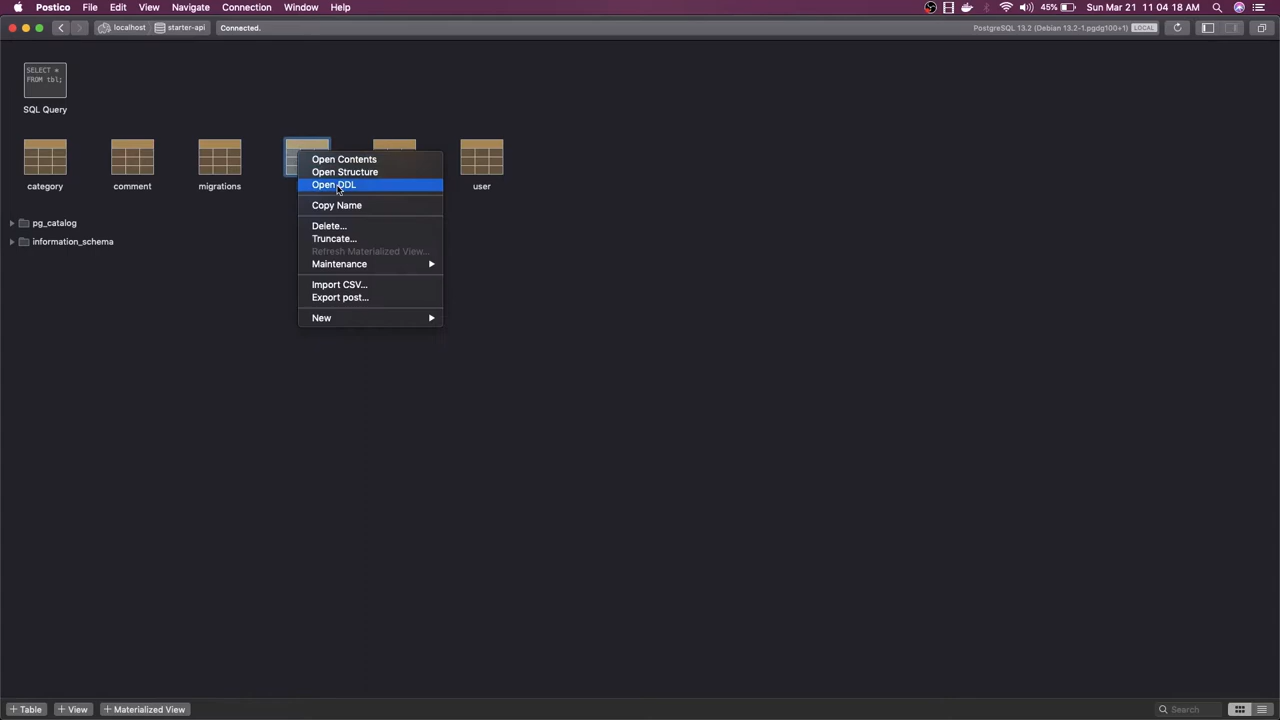 Postico File Edit View Navigate Connection Window Help 45% Sun Mar 21 11 04 18 AM
localhost starter-api Connected. PostgreSQL 13.2 (Debian 13.2-1.pgdg100+1) LOCAL
SELECT *
FROM tbl;
SQL Query
category comment migrations user
Open Contents
Open Structure
Open DDL
Copy Name
Delete...
Truncate...
Refresh Materialized View...
Maintenance
Import CSV...
Export post...
New
pg_catalog
information_schema
+ Table + View + Materialized View Search